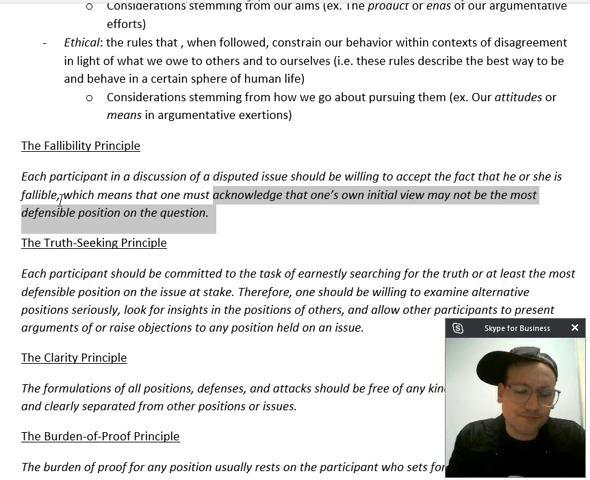 o Considerations stemming from our aims (ex. The product or ends of our argumentative
efforts)
- Ethical: the rules that , when followed, constrain our behavior within contexts of disagreement
in light of what we owe to others and to ourselves (i.e. these rules describe the best way to be
and behave in a certain sphere of human life)
o Considerations stemming from how we go about pursuing them (ex. Our attitudes or
means in argumentative exertions)
The Fallibility Principle
Each participant in a discussion of a disputed issue should be willing to accept the fact that he or she is
fallible, which means that one must acknowledge that one's own initial view may not be the most
defensible position on the question.
The Truth-Seeking Principle
Each participant should be committed to the task of earnestly searching for the truth or at least the most
defensible position on the issue at stake. Therefore, one should be willing to examine alternative
positions seriously, look for insights in the positions of others, and allow other participants to present
arguments of or raise objections to any position held on an issue.
Skype for Business
The Clarity Principle
The formulations of all positions, defenses, and attacks should be free of any
and clearly separated from other positions or issues.
The Burden-of-Proof Principle
The burden of proof for any position usually rests on the participant who sets